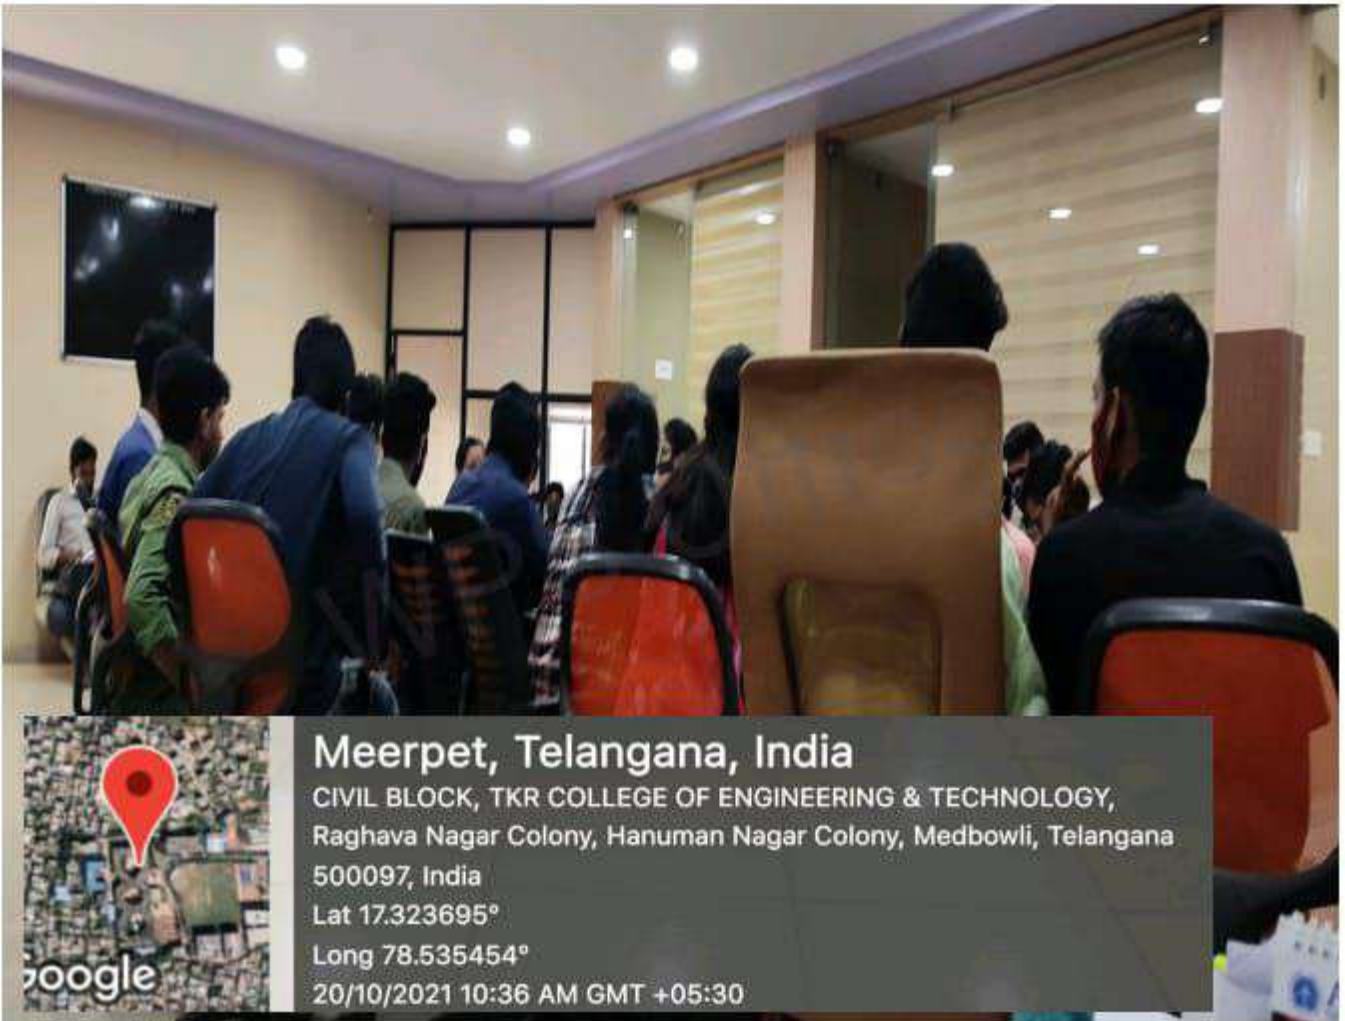 Meerpet, Telangana, India
CIVIL BLOCK, TKR COLLEGE OF ENGINEERING & TECHNOLOGY,
Raghava Nagar Colony, Hanuman Nagar Colony, Medbowli, Telangana
500097, India
Lat 17.323695°
Long 78.535454°
20/10/2021 10:36 AM GMT +05:30
Google